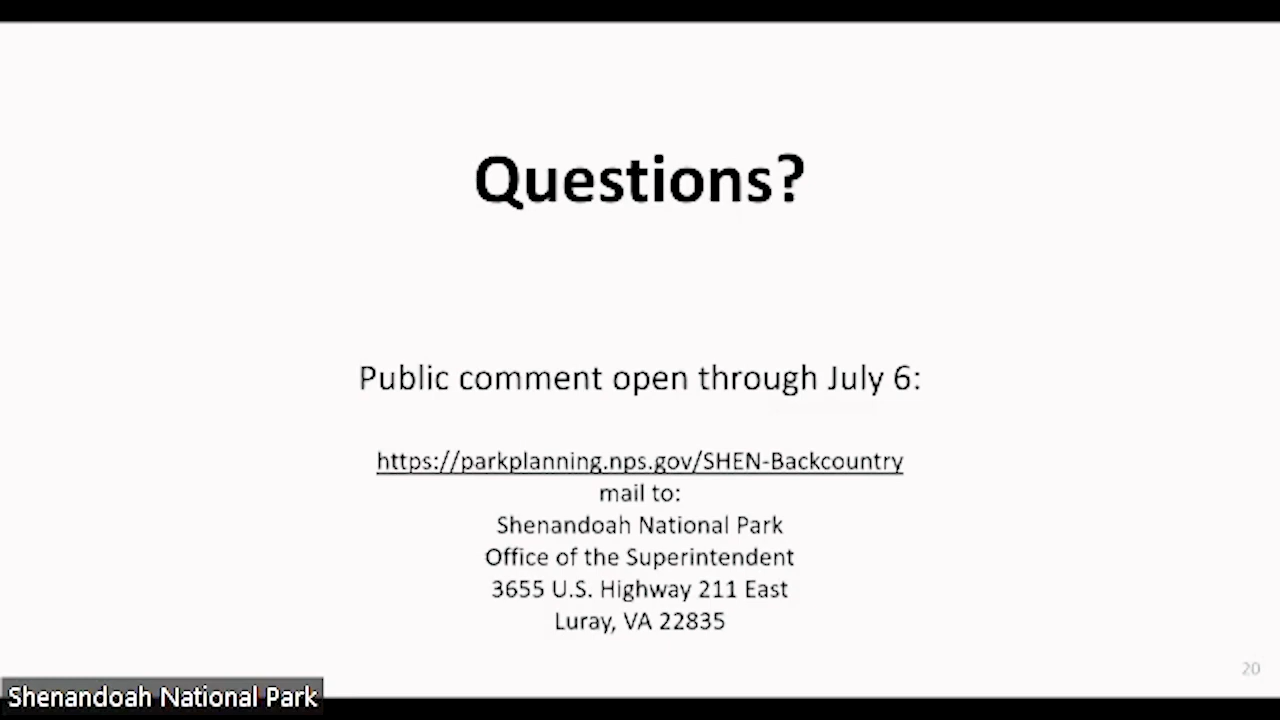 Questions?
Public comment open through July 6:
https://parkplanning.nps.gov/SHEN-Backcountry
mail to:
Shenandoah National Park
Office of the Superintendent
3655 U.S. Highway 211 East
Luray, VA 22835
20
Shenandoah National Park